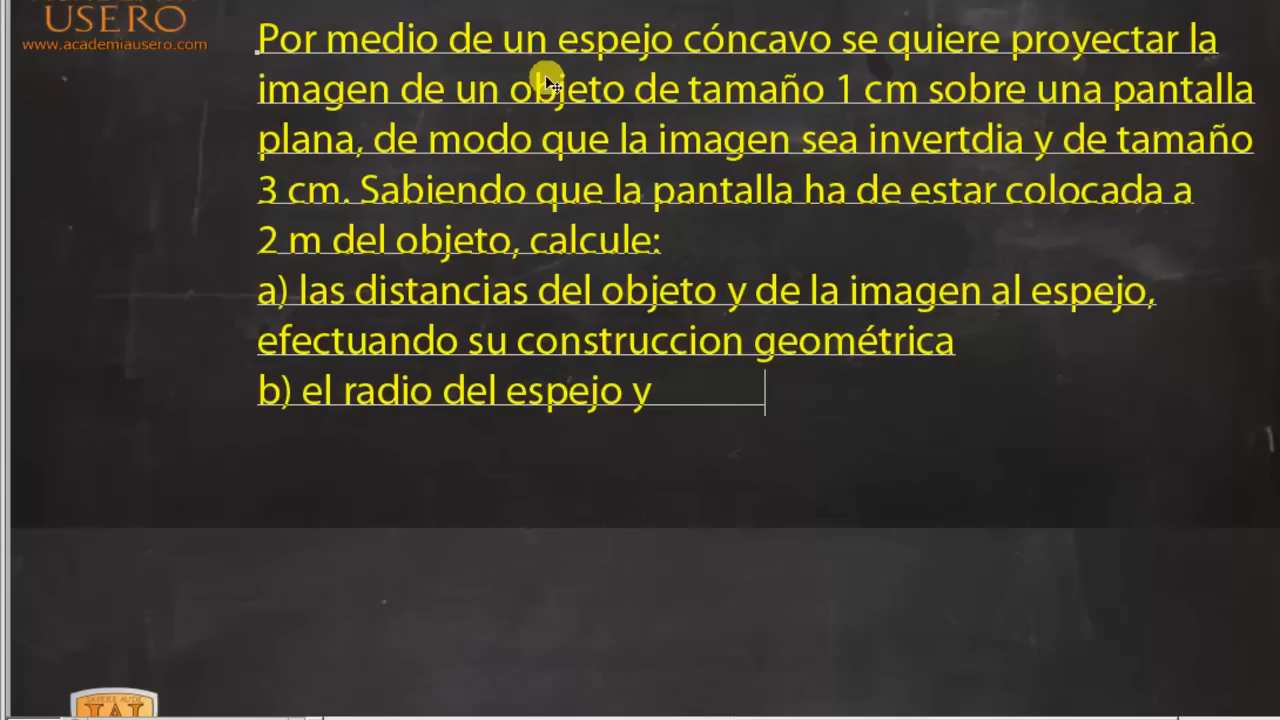 USERO
www.academiausero.com
Por medio de un espejo cóncavo se quiere proyectar la
imagen de un objeto de tamaño 1 cm sobre una pantalla
plana, de modo que la imagen sea invertdia y de tamaño
3 cm. Sabiendo que la pantalla ha de estar colocada a
2 m del objeto, calcule:
a) las distancias del objeto y de la imagen al espejo,
efectuando su construccion geométrica
b) el radio del espejo y